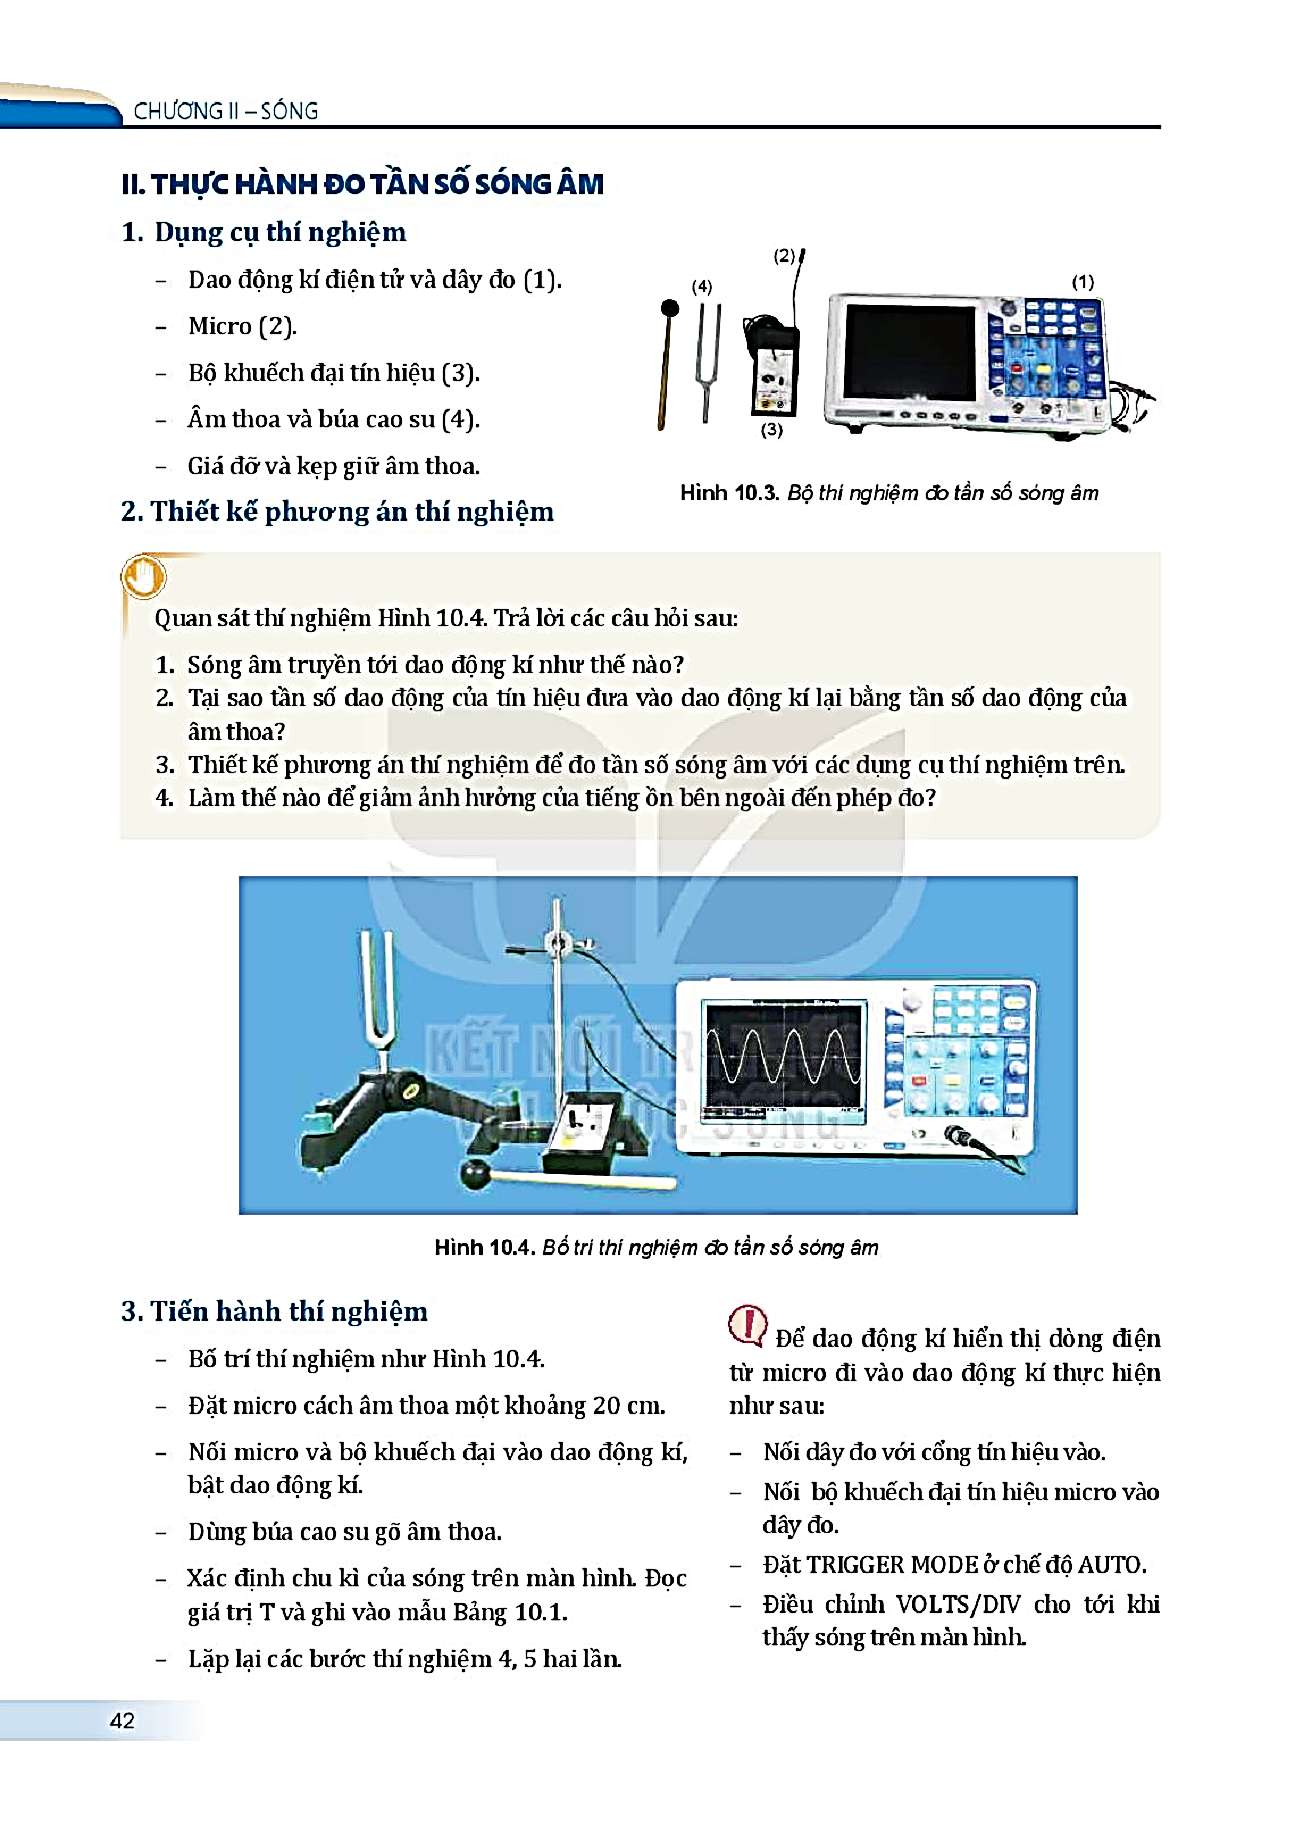 CHƯƠNG II – SÓNG
II. THỰC HÀNH ĐO TẦN SỐ SÓNG ÂM
1. Dụng cụ thí nghiệm
– Dao động kí điện tử và dây đo (1).
– Micro (2).
– Bộ khuếch đại tín hiệu (3).
– Âm thoa và búa cao su (4).
– Giá đỡ và kẹp giữ âm thoa.
(2)
(4)
(1)
(3)
Hình 10.3. Bộ thí nghiệm đo tần số sóng âm
2. Thiết kế phương án thí nghiệm
Quan sát thí nghiệm Hình 10.4. Trả lời các câu hỏi sau:
1. Sóng âm truyền tới dao động kí như thế nào?
2. Tại sao tần số dao động của tín hiệu đưa vào dao động kí lại bằng tần số dao động của
âm thoa?
3. Thiết kế phương án thí nghiệm để đo tần số sóng âm với các dụng cụ thí nghiệm trên.
4. Làm thế nào để giảm ảnh hưởng của tiếng ồn bên ngoài đến phép đo?
KẾT NỐI TRI THỨC
VỚI CUỘC SỐNG
Hình 10.4. Bố trí thí nghiệm đo tần số sóng âm
3. Tiến hành thí nghiệm
– Bố trí thí nghiệm như Hình 10.4.
– Đặt micro cách âm thoa một khoảng 20 cm.
– Nối micro và bộ khuếch đại vào dao động kí,
bật dao động kí.
– Dùng búa cao su gõ âm thoa.
– Xác định chu kì của sóng trên màn hình. Đọc
giá trị T và ghi vào mẫu Bảng 10.1.
– Lặp lại các bước thí nghiệm 4, 5 hai lần.
Để dao động kí hiển thị dòng điện
từ micro đi vào dao động kí thực hiện
như sau:
– Nối dây đo với cổng tín hiệu vào.
– Nối bộ khuếch đại tín hiệu micro vào
dây đo.
– Đặt TRIGGER MODE ở chế độ AUTO.
– Điều chỉnh VOLTS/DIV cho tới khi
thấy sóng trên màn hình.
42